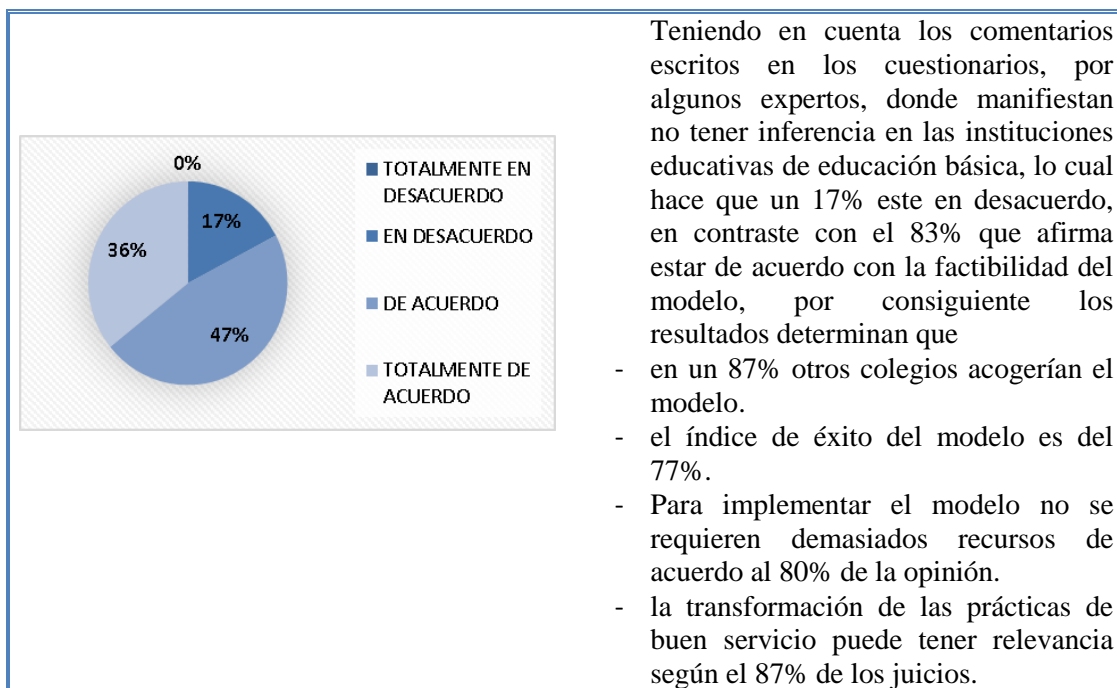 0%
17%
36%
47%
TOTALMENTE EN
DESACUERDO
EN DESACUERDO
DE ACUERDO
TOTALMENTE DE
ACUERDO
Teniendo en cuenta los comentarios
escritos en los cuestionarios, por
algunos expertos, donde manifiestan
no tener inferencia en las instituciones
educativas de educación básica, lo cual
hace que un 17% este en desacuerdo,
en contraste con el 83% que afirma
estar de acuerdo con la factibilidad del
modelo, por consiguiente los
resultados determinan que
- en un 87% otros colegios acogerían el
modelo.
- el índice de éxito del modelo es del
77%.
- Para implementar el modelo no se
requieren demasiados recursos de
acuerdo al 80% de la opinión.
- la transformación de las prácticas de
buen servicio puede tener relevancia
según el 87% de los juicios.